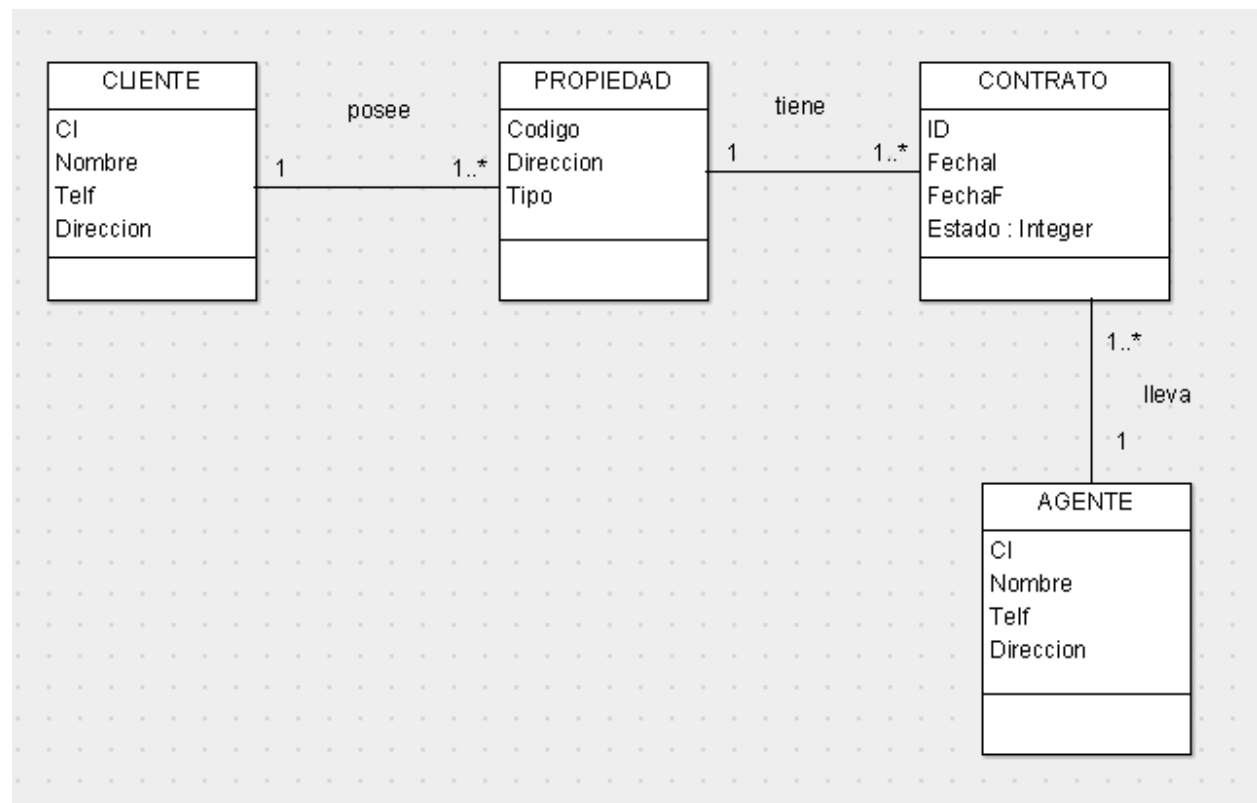 CLIENTE
CI
Nombre
Telf
Direccion
posee
1
1..*
PROPIEDAD
Codigo
Direccion
Tipo
tiene
1
1..*
CONTRATO
ID
FechaI
FechaF
Estado : Integer
1..*
lleva
1
AGENTE
CI
Nombre
Telf
Direccion